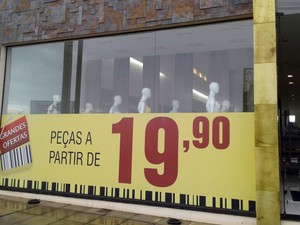 GRANDES
OFERTAS
PEÇAS A
PARTIR DE
19,90